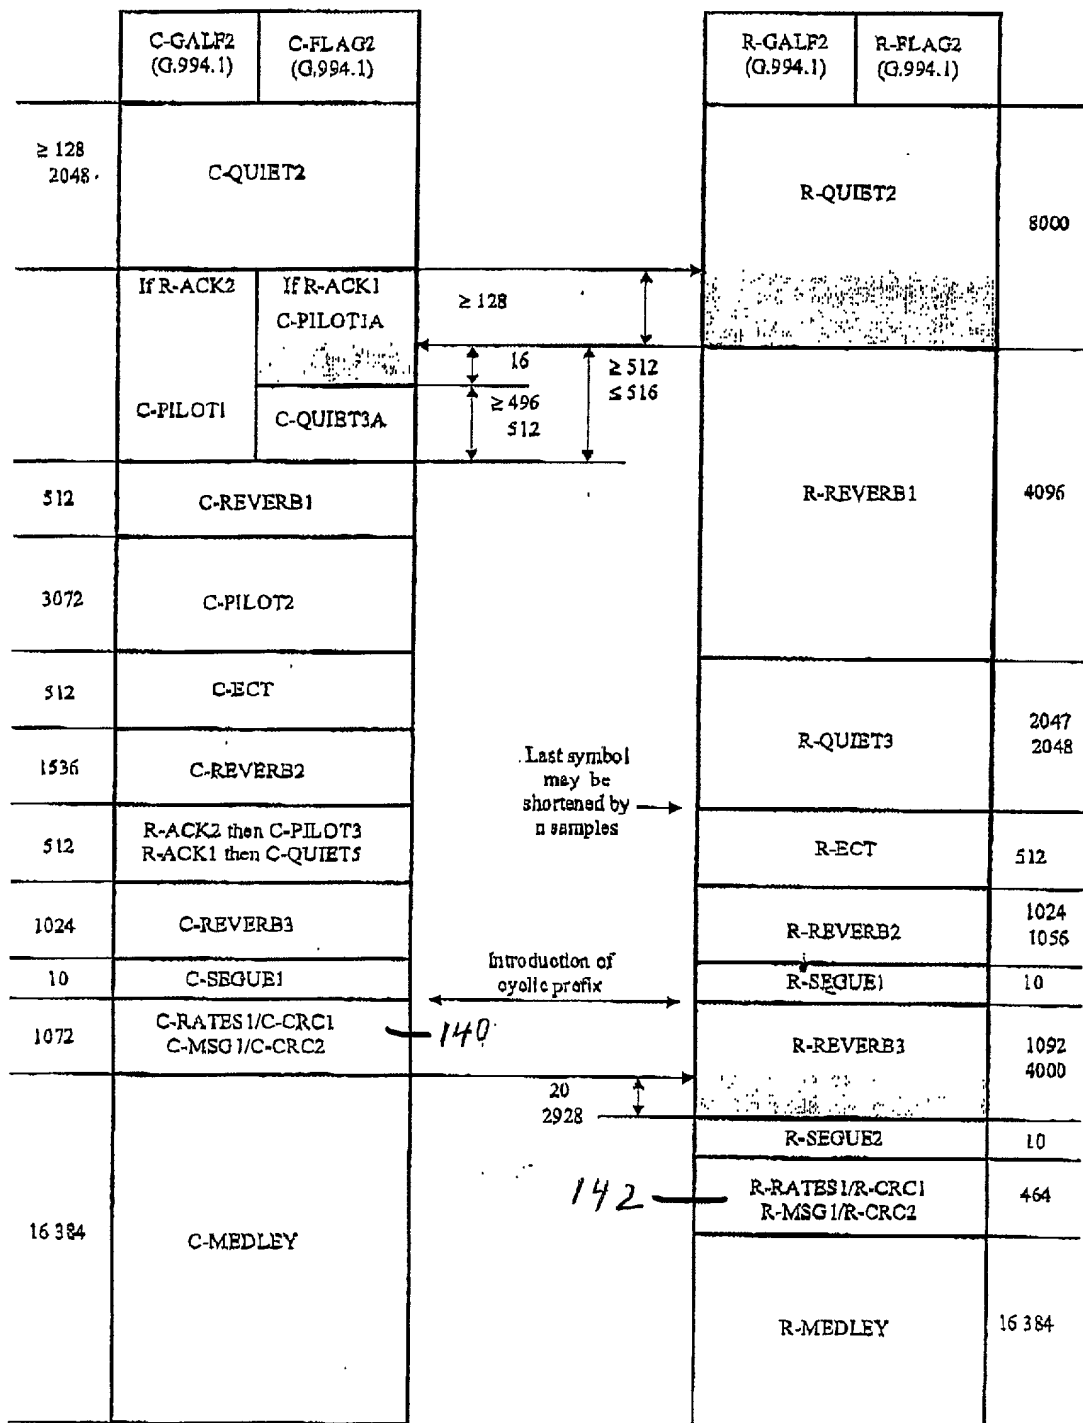 C-GALF2
(G.994.1)
C-FLAG2
(G.994.1)
R-GALF2
(G.994.1)
R-FLAG2
(G.994.1)
≥ 128
2048
C-QUIET2
R-QUIET2
8000
If R-ACK2
If R-ACK1
C-PILOT1A
≥ 128
16
≥ 512
≤ 516
C-PILOT1
C-QUIET3A
≥ 496
512
512
C-REVERB1
R-REVERB1
4096
3072
C-PILOT2
512
C-ECT
R-QUIET3
2047
2048
1536
C-REVERB2
Last symbol
may be
shortened by
n samples
512
R-ACK2 then C-PILOT3
R-ACK1 then C-QUIET5
R-ECT
512
1024
C-REVERB3
R-REVERB2
1024
1056
10
C-SEGUE1
Introduction of
cyclic prefix
R-SEGUE1
10
1072
C-RATES1/C-CRC1
C-MSG1/C-CRC2
140
R-REVERB3
1092
4000
20
2928
R-SEGUE2
10
142
R-RATES1/R-CRC1
R-MSG1/R-CRC2
464
16 384
C-MEDLEY
R-MEDLEY
16 384